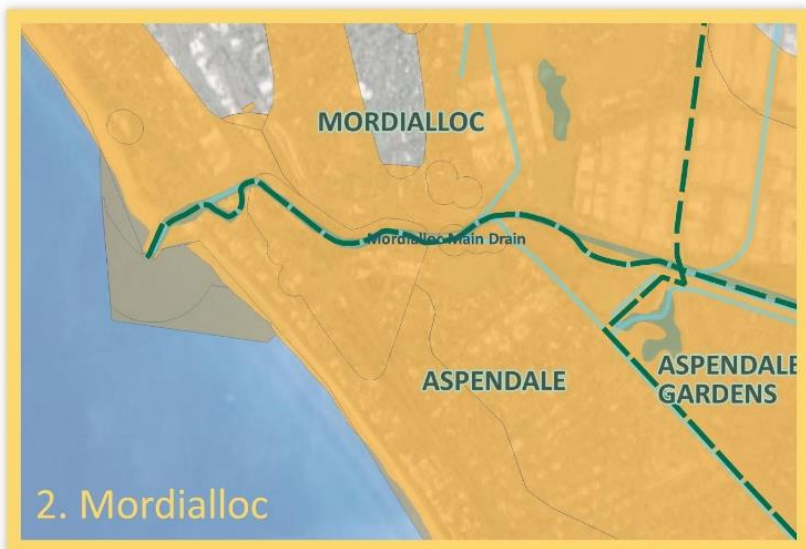 MORDIALLOC
Mordialloc Main Drain
ASPENDALE
ASPENDALE
GARDENS
2. Mordialloc